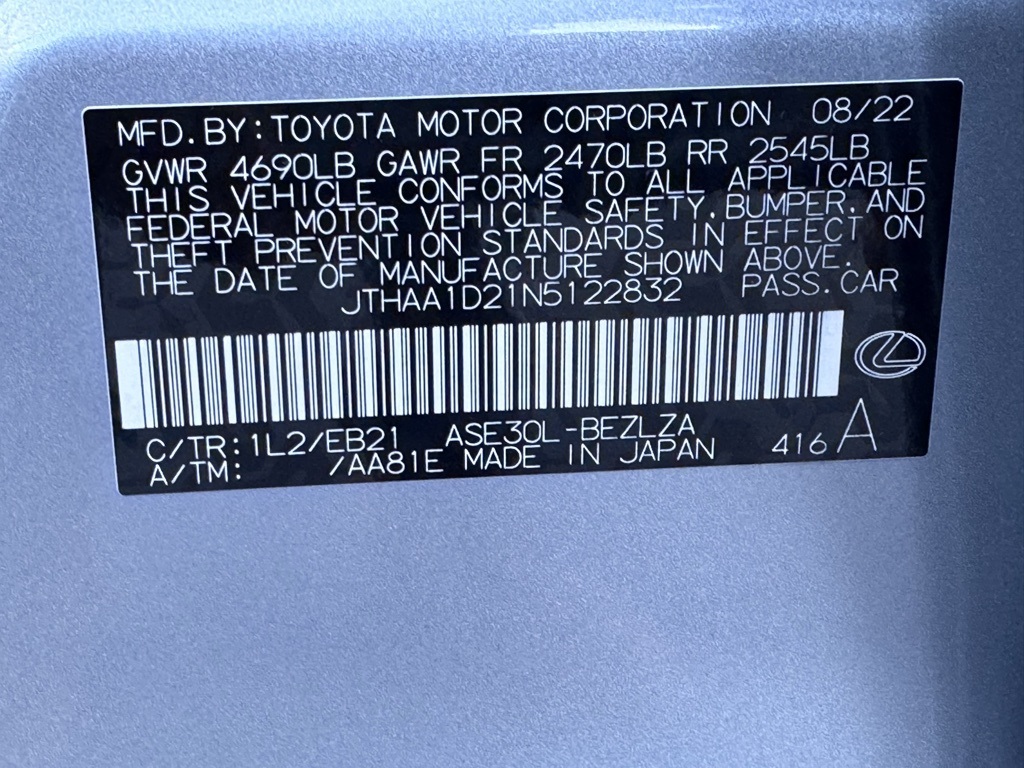 MFD.BY:TOYOTA MOTOR CORPORATION 08/22
GVWR 4690LB GAWR FR 2470LB RR 2545LB
THIS VEHICLE CONFORMS TO ALL APPLICABLE
FEDERAL MOTOR VEHICLE SAFETY,BUMPER,AND
THEFT PREVENTION STANDARDS IN EFFECT ON
THE DATE OF MANUFACTURE SHOWN ABOVE.
JTHAA1D21N5122832 PASS.CAR
C/TR:1L2/EB21 ASE30L-BEZLZA
A/TM: /AA81E MADE IN JAPAN 416 A